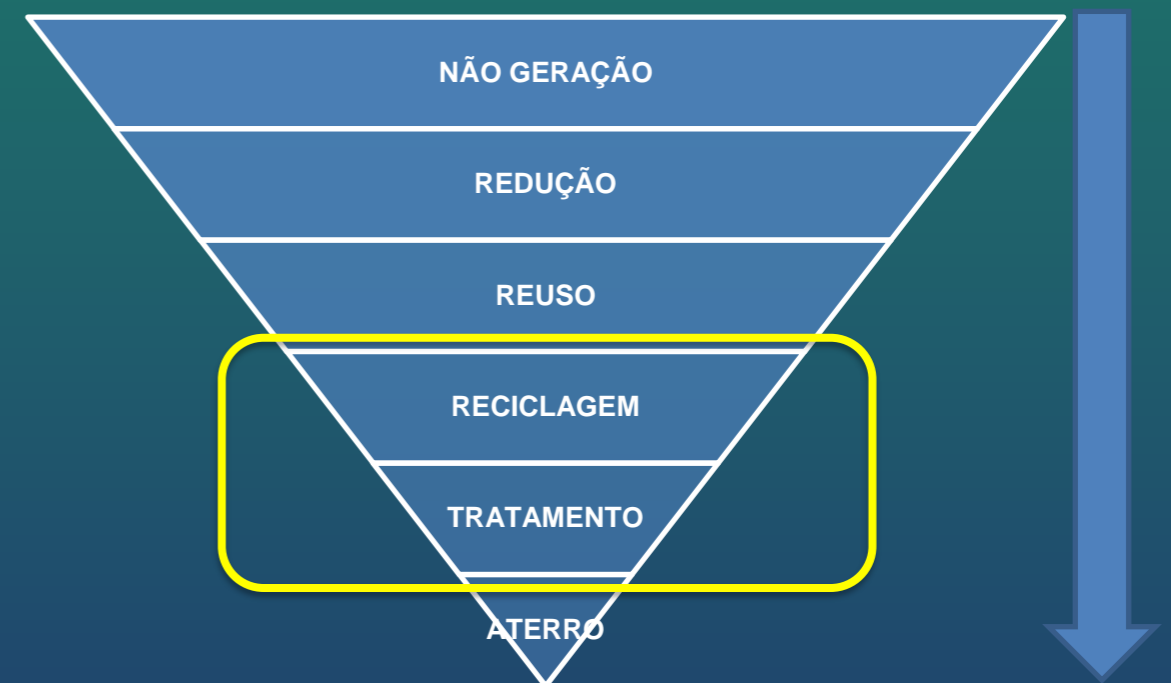 NÃO GERAÇÃO
REDUÇÃO
REUSO
RECICLAGEM
TRATAMENTO
ATERRO